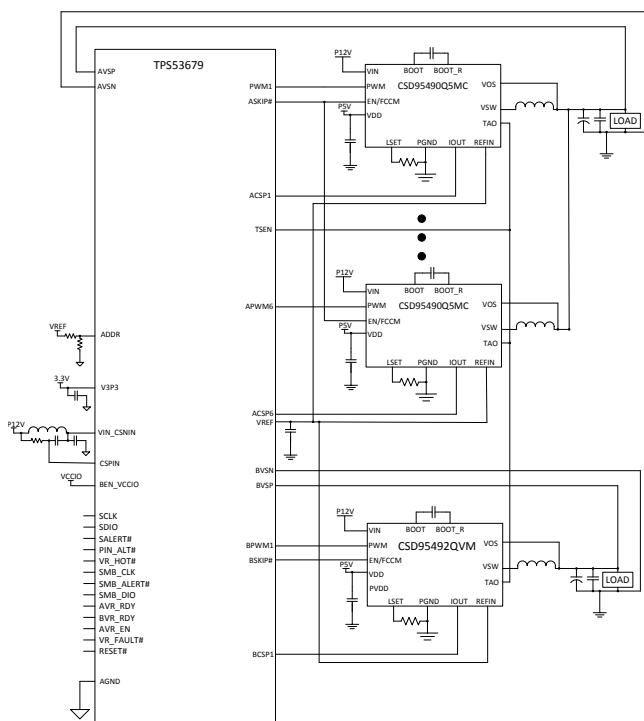 TPS53679
AVSP
AVSN
PWM1
ASKIP#
ACSP1
TSEN
APWM6
ACSP6
VREF
BVSN
BVSP
BPWM1
BSKIP#
BCSP1
VREF
ADDR
3.3V
V3P3
P12V
VIN_CSNIN
CSPIN
VCCIO
BEN_VCCIO
SCLK
SDIO
SALERT#
PIN_ALT#
VR_HOT#
SMB_CLK
SMB_ALERT#
SMB_DIO
AVR_RDY
BVR_RDY
AVR_EN
VR_FAULT#
RESET#
AGND
P12V
P5V
VIN
BOOT BOOT_R
PWM
CSD95490Q5MC
EN/FCCM
VDD
VOS
VSW
TAO
LSET PGND IOUT REFIN
LOAD
P12V
P5V
VIN
BOOT BOOT_R
PWM
CSD95490Q5MC
EN/FCCM
VDD
VOS
VSW
TAO
LSET PGND IOUT REFIN
P12V
P5V
VIN
BOOT BOOT_R
PWM
CSD95492QVM
EN/FCCM
VDD
PVDD
VOS
VSW
TAO
LSET PGND IOUT REFIN
LOAD